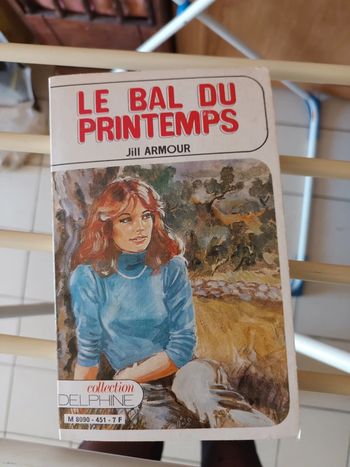 LE BAL DU
PRINTEMPS
Jill ARMOUR
collection
DELPHINE
M 8090 - 451 - 7 F